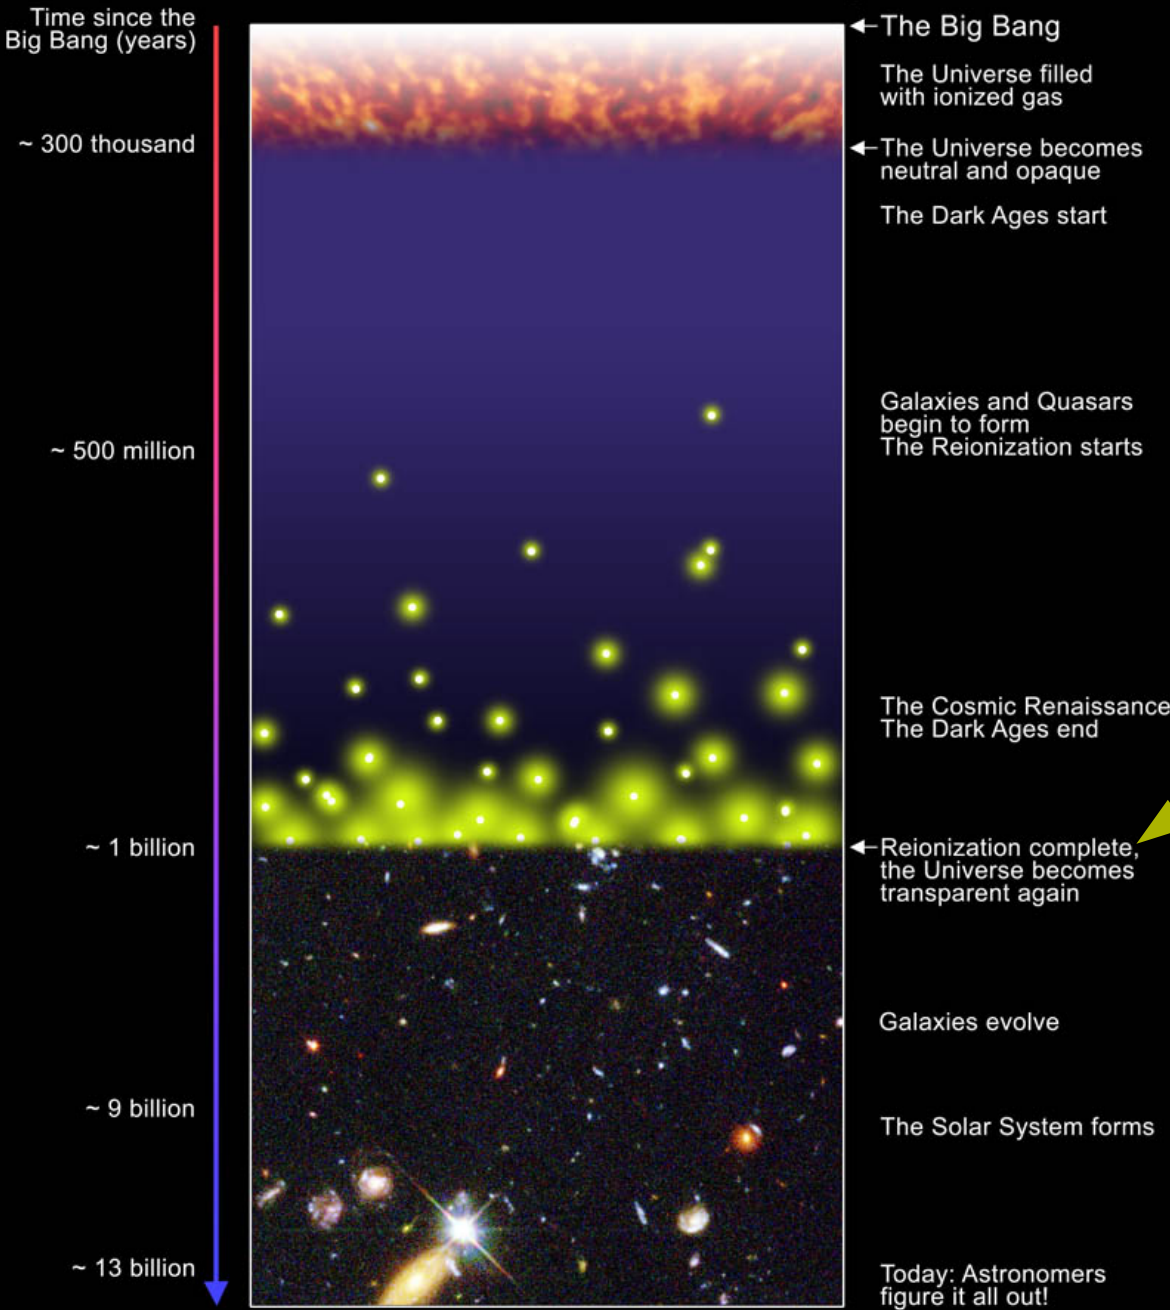 Time since the
Big Bang (years)
The Big Bang
The Universe filled
with ionized gas
~ 300 thousand
The Universe becomes
neutral and opaque
The Dark Ages start
Galaxies and Quasars
begin to form
~ 500 million
The Reionization starts
The Cosmic Renaissance
The Dark Ages end
~ 1 billion
Reionization complete,
the Universe becomes
transparent again
Galaxies evolve
~ 9 billion
The Solar System forms
~ 13 billion
Today: Astronomers
figure it all out!